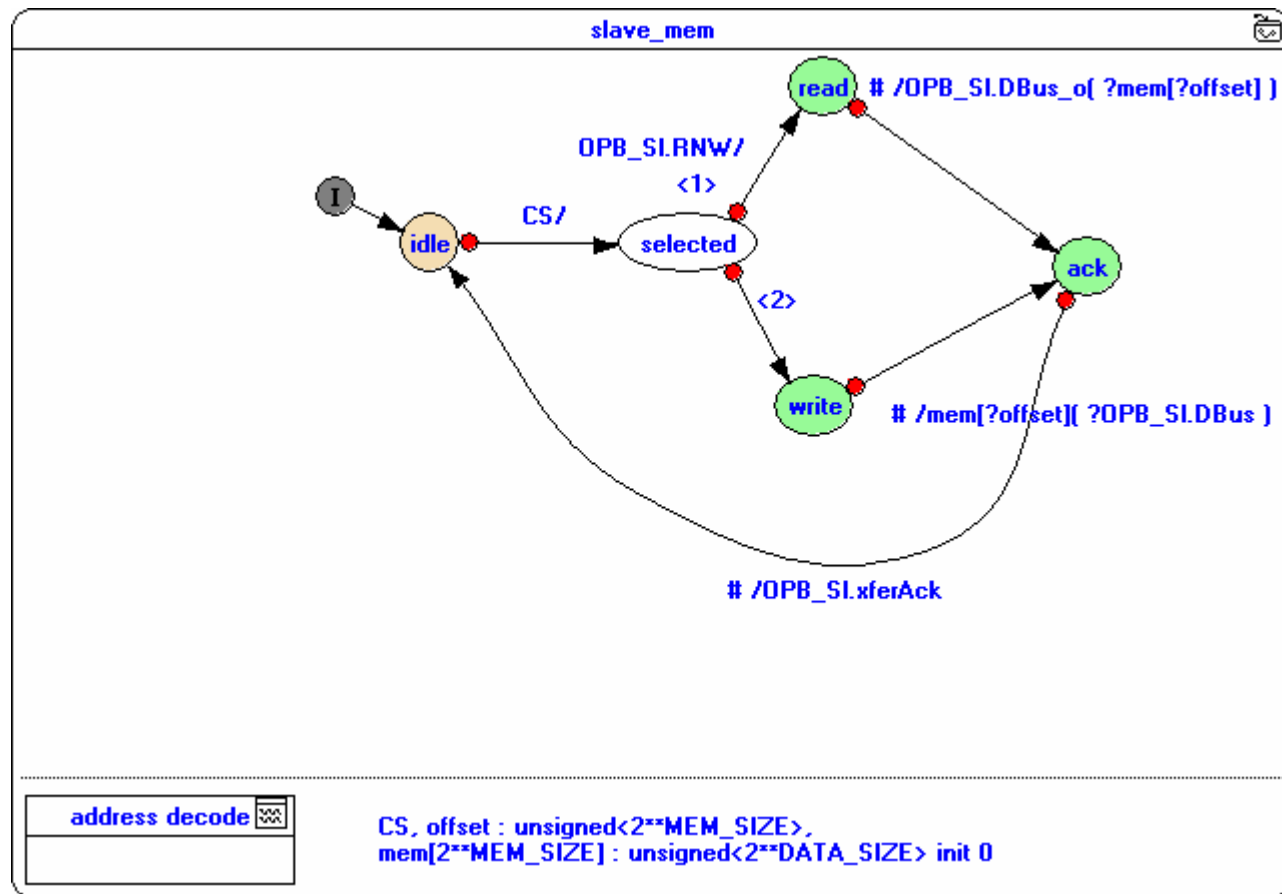 slave_mem
read
# /OPB_SI.DBus_o( ?mem[?offset] )
OPB_SI.RNW/
<1>
I
CS/
idle
selected
ack
<2>
write
# /mem[?offset]( ?OPB_SI.DBus )
# /OPB_SI.xferAck
address decode
CS, offset : unsigned<2**MEM_SIZE>,
mem[2**MEM_SIZE] : unsigned<2**DATA_SIZE> init 0